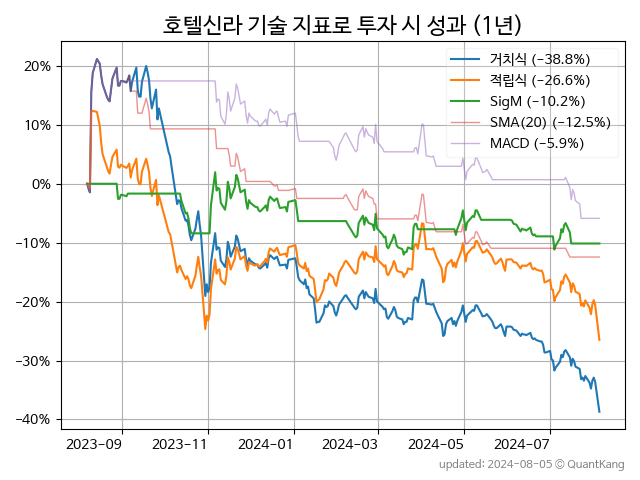 호텔신라 기술 지표로 투자 시 성과 (1년)
거치식 (−38.8%)
적립식 (−26.6%)
SigM (−10.2%)
SMA(20) (−12.5%)
MACD (−5.9%)
20%
10%
0%
−10%
−20%
−30%
−40%
2023-09 2023-11 2024-01 2024-03 2024-05 2024-07
updated: 2024-08-05 © QuantKang